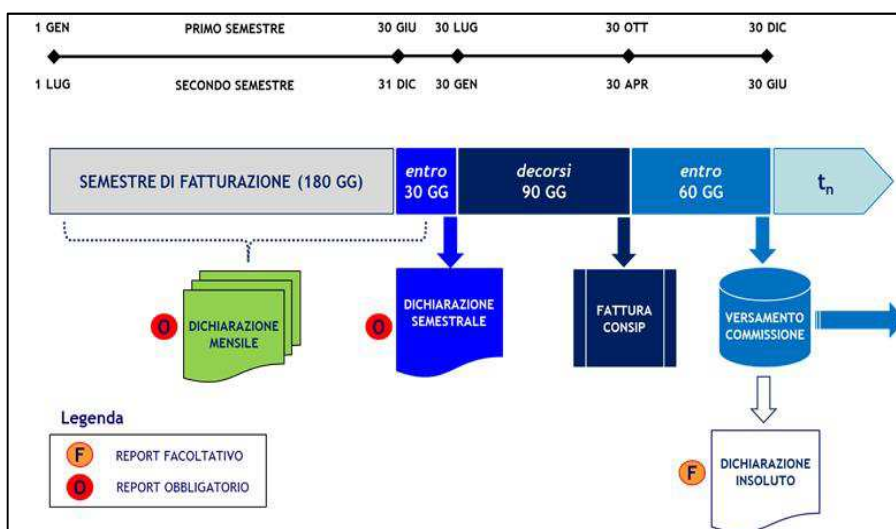 1 GEN PRIMO SEMESTRE 30 GIU 30 LUG 30 OTT 30 DIC
1 LUG SECONDO SEMESTRE 31 DIC 30 GEN 30 APR 30 GIU
SEMESTRE DI FATTURAZIONE (180 GG)
entro
30 GG
decorsi
90 GG
entro
60 GG
tn
O
DICHIARAZIONE
MENSILE
O
DICHIARAZIONE
SEMESTRALE
FATTURA
CONSIP
VERSAMENTO
COMMISSIONE
Legenda
F REPORT FACOLTATIVO
O REPORT OBBLIGATORIO
F
DICHIARAZIONE
INSOLUTO